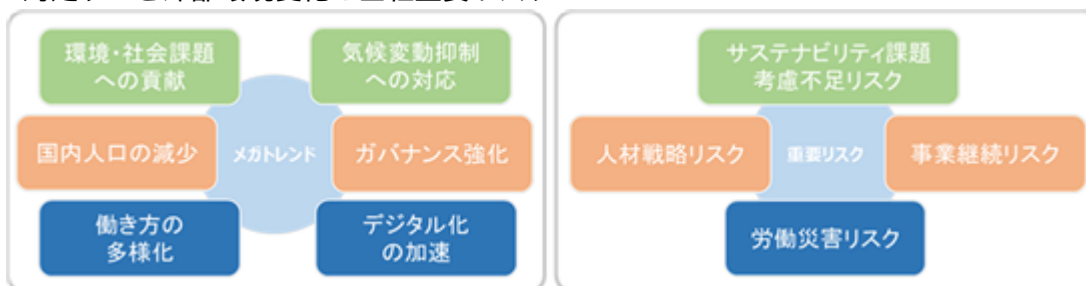 環境・社会課題
への貢献
気候変動抑制
への対応
国内人口の減少
メガトレンド
ガバナンス強化
働き方の
多様化
デジタル化
の加速
サステナビリティ課題
考慮不足リスク
人材戦略リスク
重要リスク
事業継続リスク
労働災害リスク